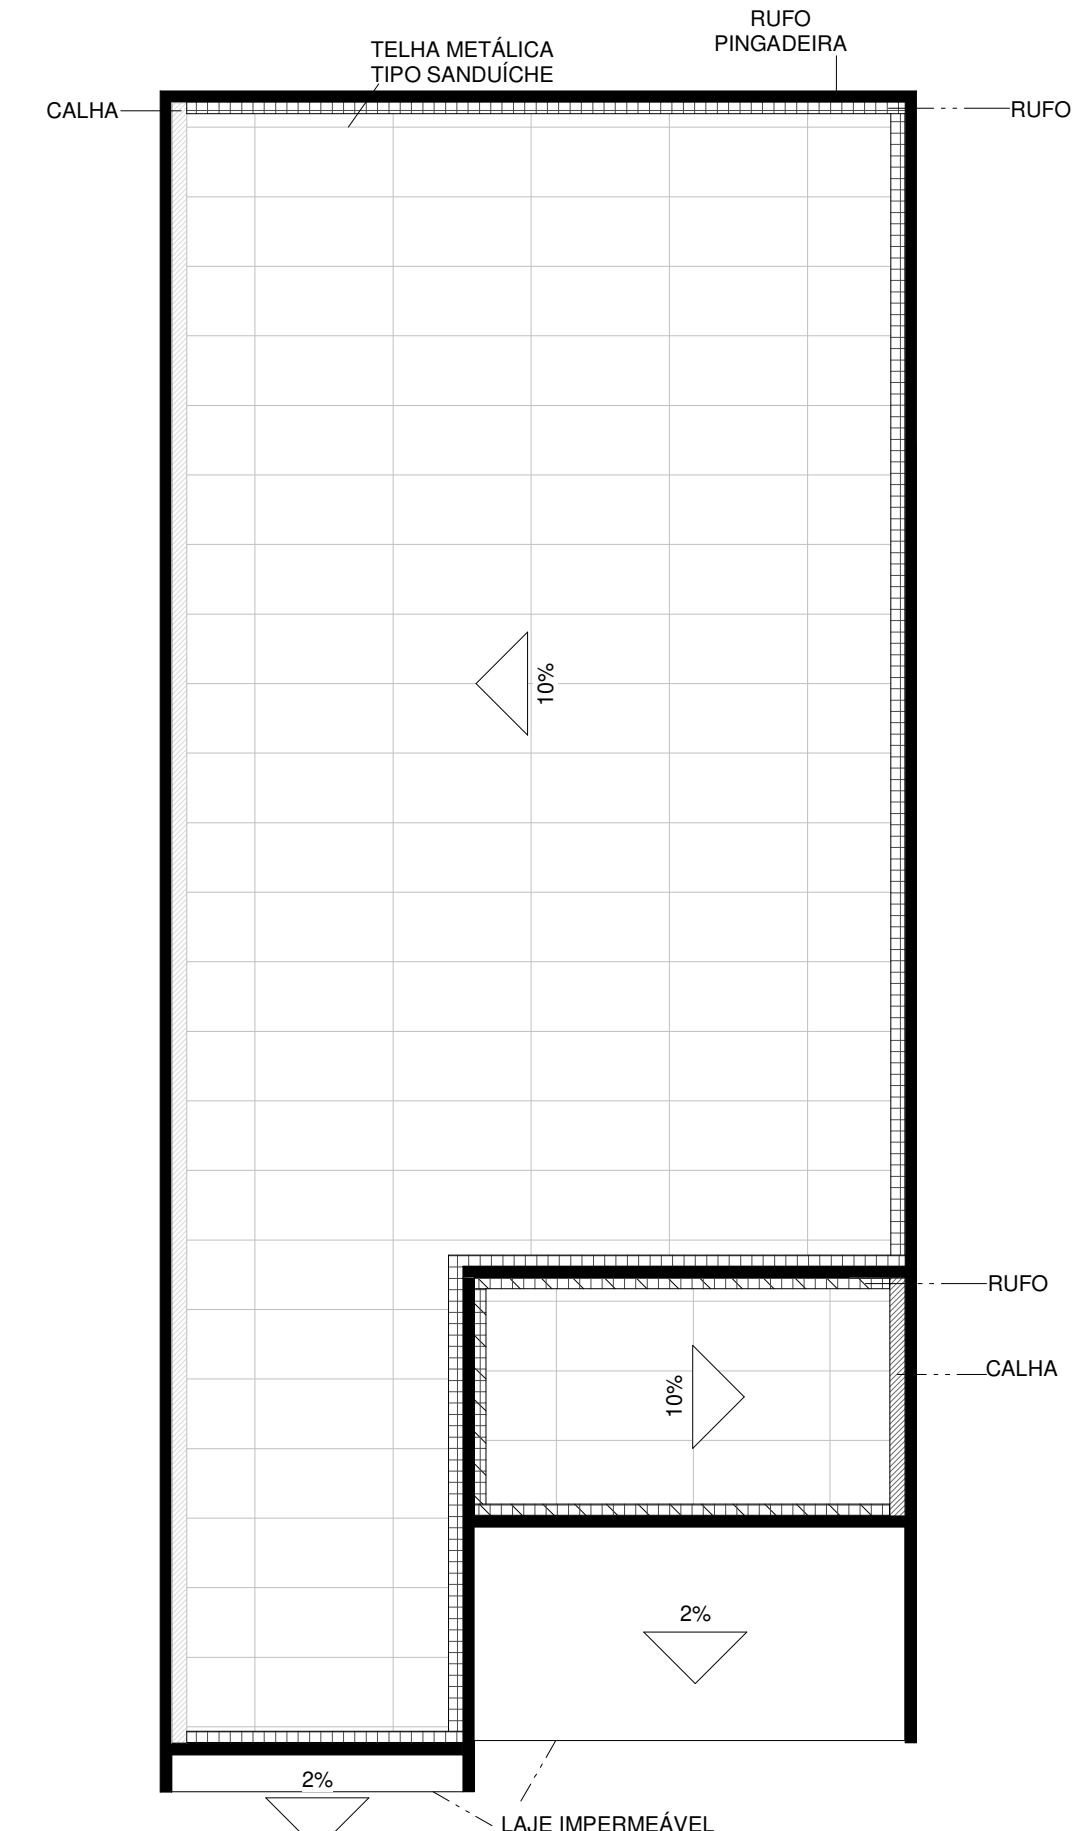 RUFO
PINGADEIRA
TELHA METÁLICA
TIPO SANDUÍCHE
CALHA
RUFO
10%
RUFO
CALHA
10%
2%
2%
LAJE IMPERMEÁVEL